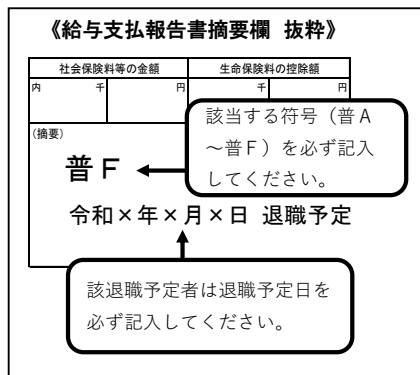 《給与支払報告書摘要欄 抜粋》
社会保険料等の金額 生命保険料の控除額
内 千 円 千 円
(摘要)
該当する符号（普A
～普F）を必ず記入
してください。
普F
令和×年×月×日 退職予定
該退職予定者は退職予定日を
必ず記入してください。